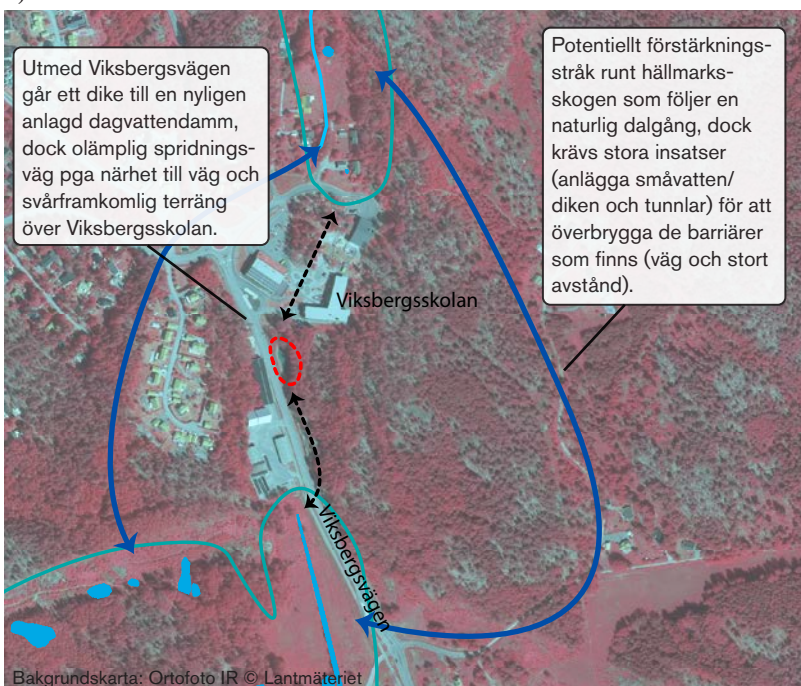 Utmed Viksbergsvägen
går ett dike till en nyligen
anlagd dagvattendamm,
dock olämplig spridnings-
väg pga närhet till väg och
svårframkomlig terräng
över Viksbergsskolan.
Potentiellt förstärknings-
stråk runt hällmarks-
skogen som följer en
naturlig dalgång, dock
krävs stora insatser
(anlägga småvatten/
diken och tunnlar) för att
överbrygga de barriärer
som finns (väg och stort
avstånd).
Viksbergsskolan
Viksbergsvägen
Bakgrundskarta: Ortofoto IR © Lantmäteriet